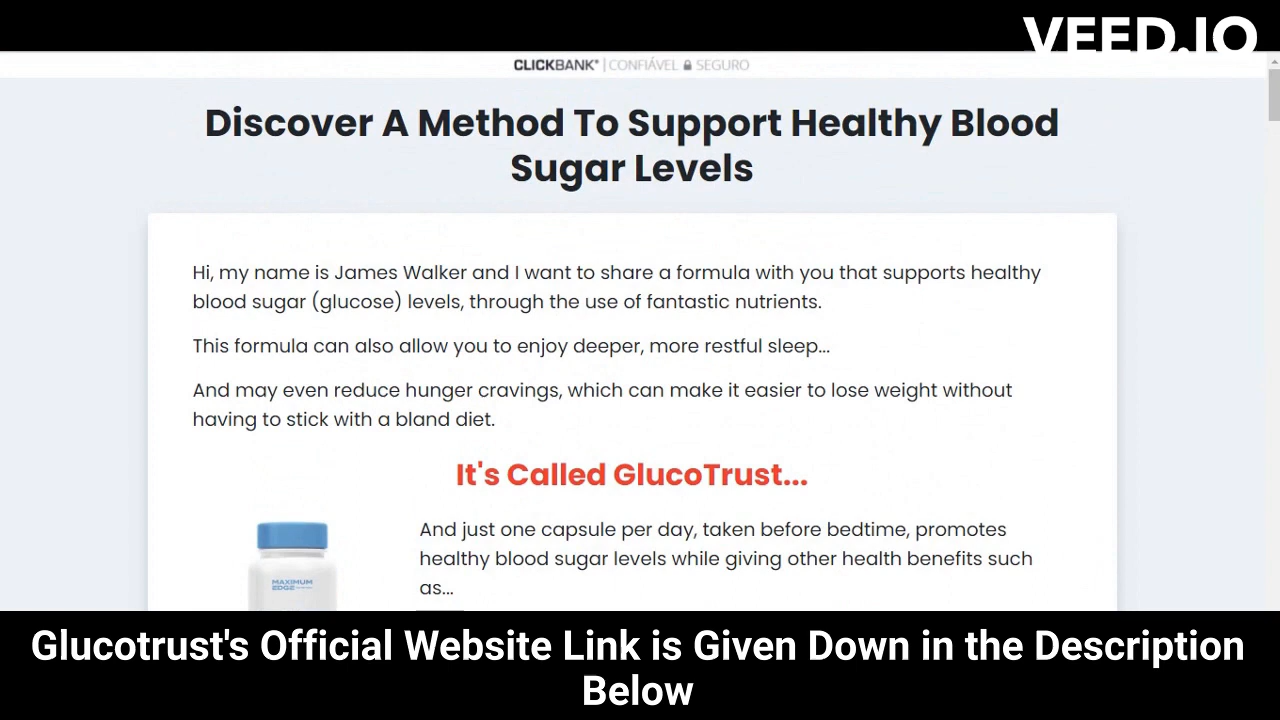 VEED.IO
CLICKBANK® | CONFIÁVEL SEGURO
Discover A Method To Support Healthy Blood
Sugar Levels
Hi, my name is James Walker and I want to share a formula with you that supports healthy
blood sugar (glucose) levels, through the use of fantastic nutrients.
This formula can also allow you to enjoy deeper, more restful sleep...
And may even reduce hunger cravings, which can make it easier to lose weight without
having to stick with a bland diet.
It's Called GlucoTrust...
And just one capsule per day, taken before bedtime, promotes
healthy blood sugar levels while giving other health benefits such
as...
MAXIMUM
EDGE
Glucotrust's Official Website Link is Given Down in the Description
Below